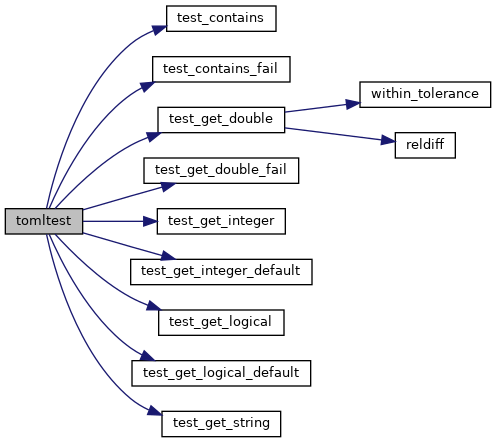 test_contains
test_contains_fail
within_tolerance
test_get_double
reldiff
test_get_double_fail
tomltest
test_get_integer
test_get_integer_default
test_get_logical
test_get_logical_default
test_get_string